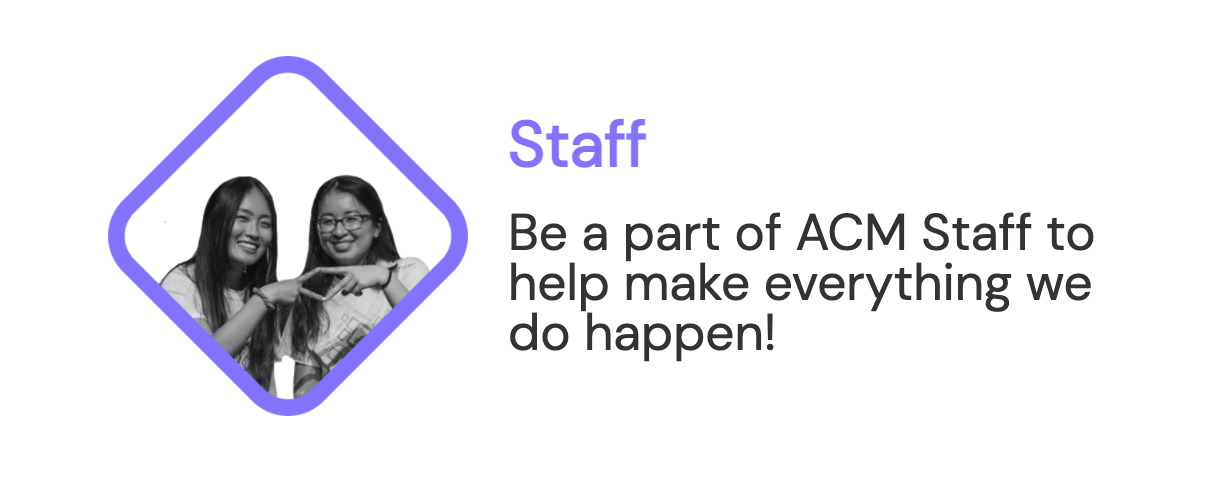 Staff
Be a part of ACM Staff to
help make everything we
do happen!